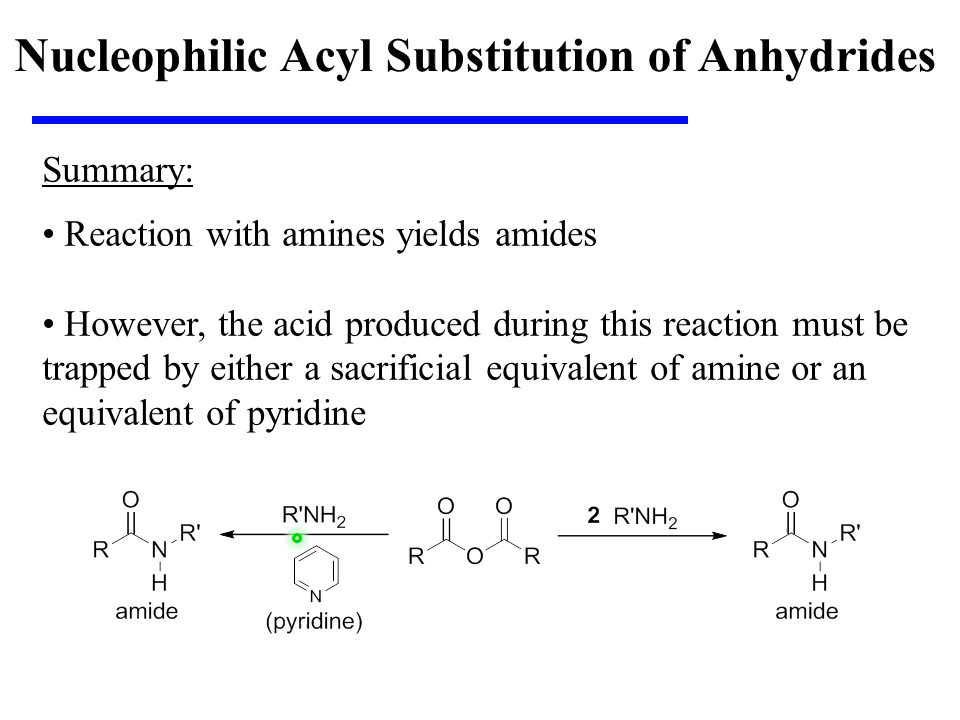 Nucleophilic Acyl Substitution of Anhydrides
Summary:
• Reaction with amines yields amides
• However, the acid produced during this reaction must be
trapped by either a sacrificial equivalent of amine or an
equivalent of pyridine
O
R N R'
H
amide
R'NH2
N
(pyridine)
O O
R O R
2 R'NH2
O
R N R'
H
amide